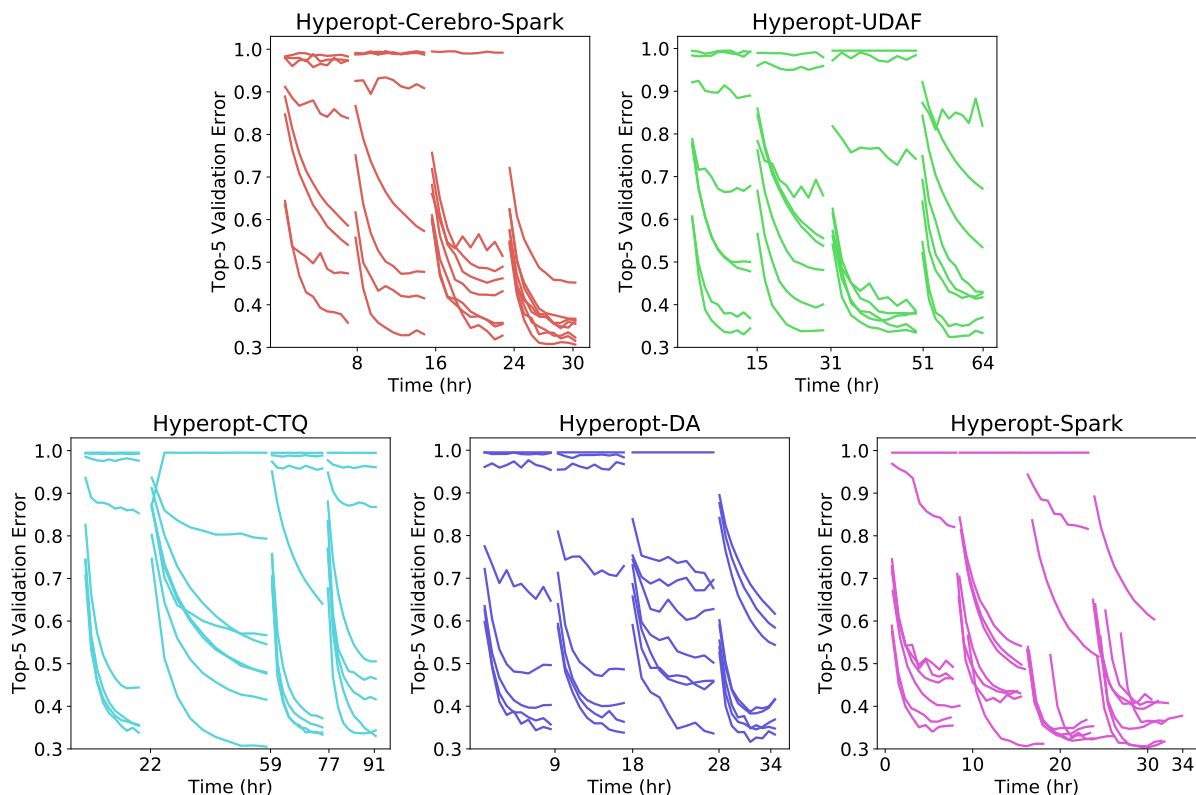 Hyperopt-Cerebro-Spark
Top-5 Validation Error
1.0
0.9
0.8
0.7
0.6
0.5
0.4
0.3
8 16 24 30
Time (hr)
Hyperopt-UDAF
Top-5 Validation Error
1.0
0.9
0.8
0.7
0.6
0.5
0.4
0.3
15 31 51 64
Time (hr)
Hyperopt-CTQ
Top-5 Validation Error
1.0
0.9
0.8
0.7
0.6
0.5
0.4
0.3
22 59 77 91
Time (hr)
Hyperopt-DA
Top-5 Validation Error
1.0
0.9
0.8
0.7
0.6
0.5
0.4
0.3
9 18 28 34
Time (hr)
Hyperopt-Spark
Top-5 Validation Error
1.0
0.9
0.8
0.7
0.6
0.5
0.4
0.3
0 10 20 30 34
Time (hr)